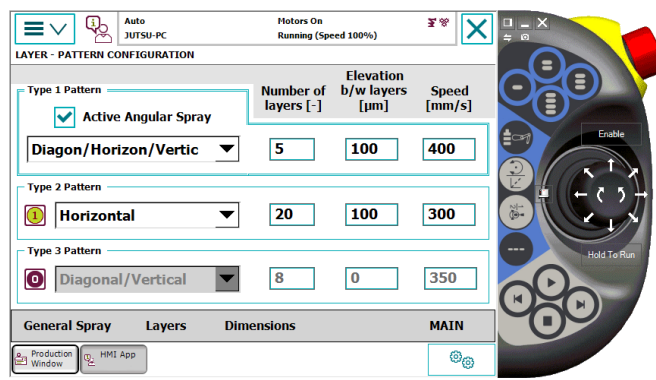 Auto
JUTSU-PC
Motors On
Running (Speed 100%)
LAYER - PATTERN CONFIGURATION
Type 1 Pattern
Active Angular Spray
Number of layers [-]
Elevation b/w layers [µm]
Speed [mm/s]
Diagon/Horizon/Vertic
5
100
400
Type 2 Pattern
1
Horizontal
20
100
300
Type 3 Pattern
0
Diagonal/Vertical
8
0
350
General Spray
Layers
Dimensions
MAIN
Production Window
HMI App
Enable
Hold To Run